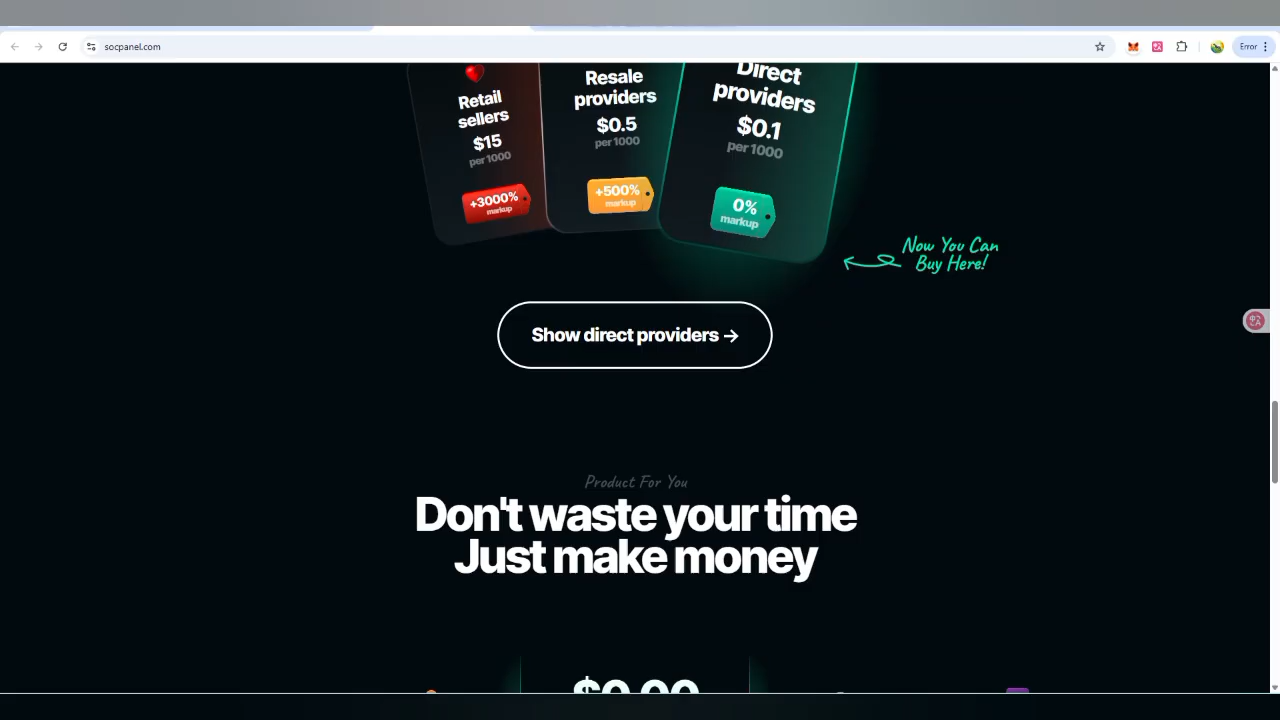 socpanel.com
Error
Retail
sellers
$15
per 1000
+3000%
markup
Resale
providers
$0.5
per 1000
+500%
markup
Direct
providers
$0.1
per 1000
0%
markup
Now You Can
Buy Here!
Show direct providers →
Product For You
Don't waste your time
Just make money
$0.00